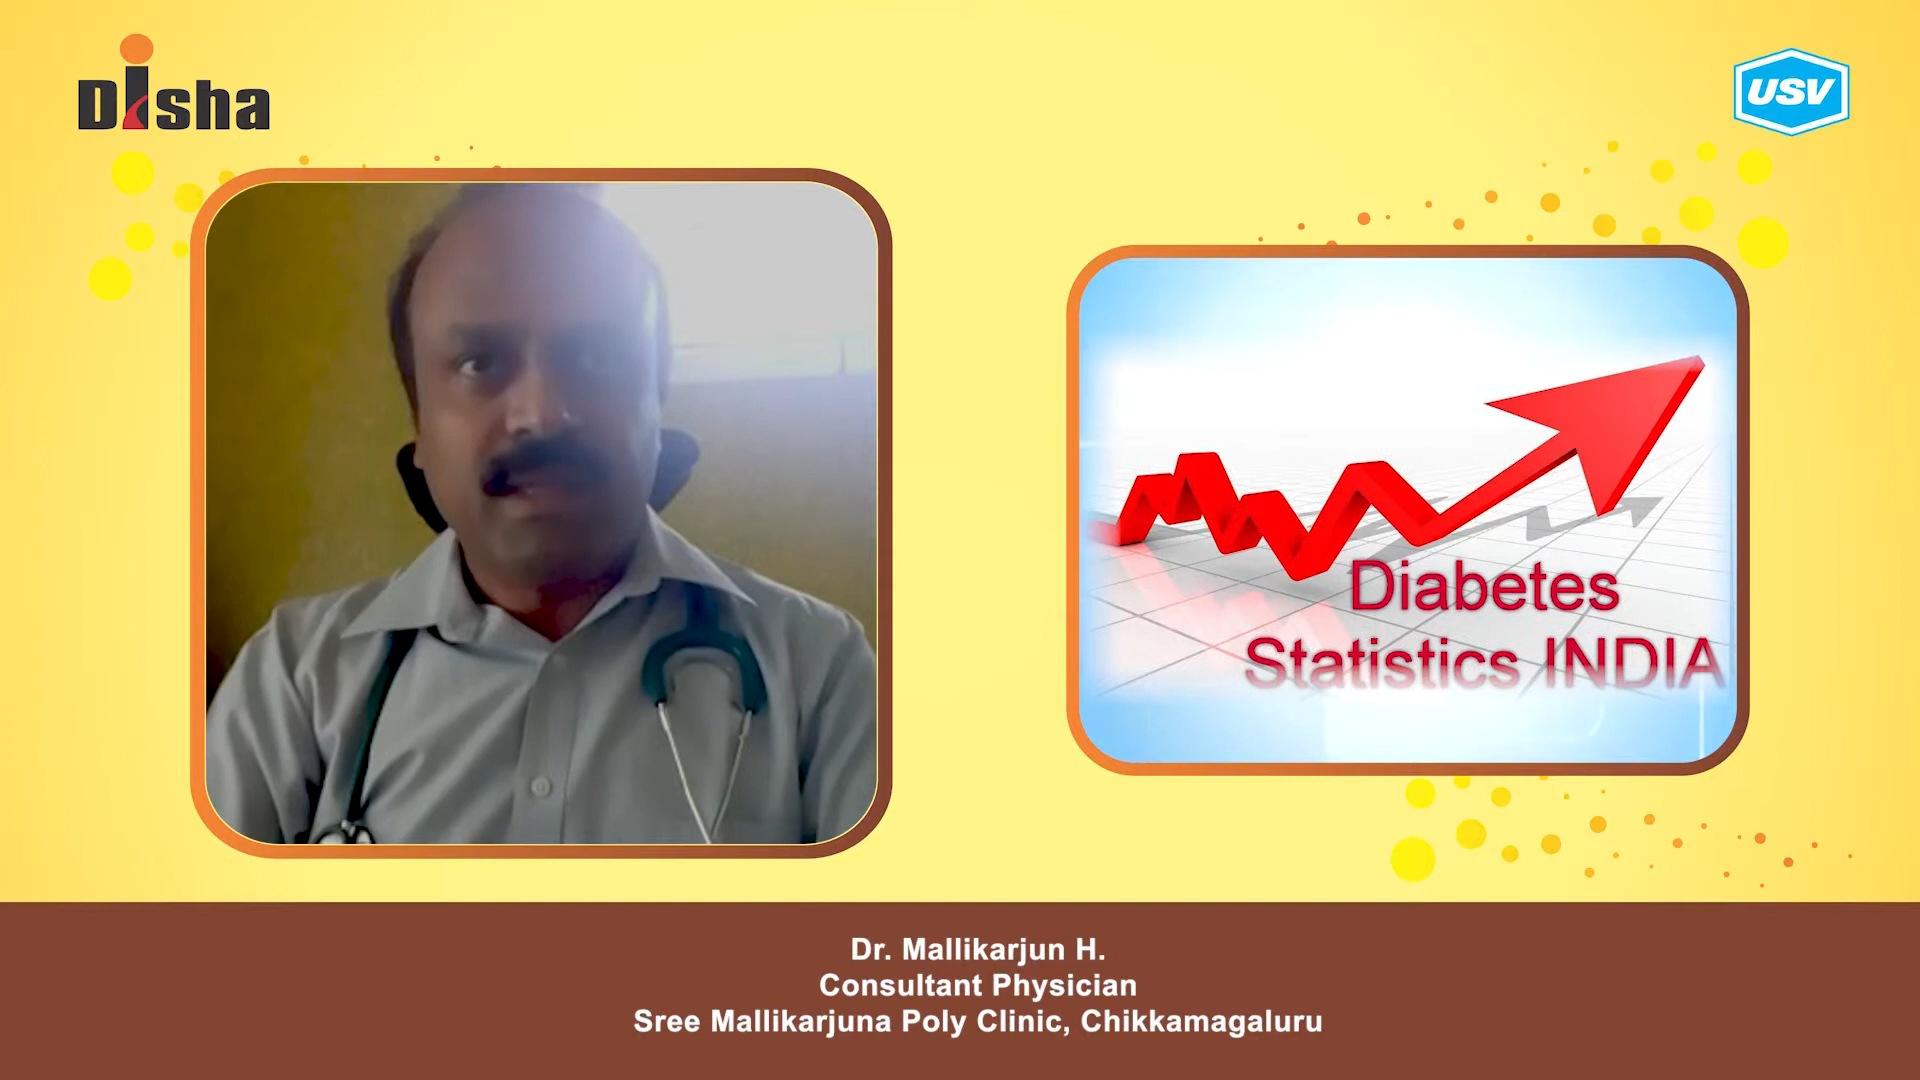 Disha
USV
Diabetes
Statistics INDIA
Dr. Mallikarjun H.
Consultant Physician
Sree Mallikarjuna Poly Clinic, Chikkamagaluru